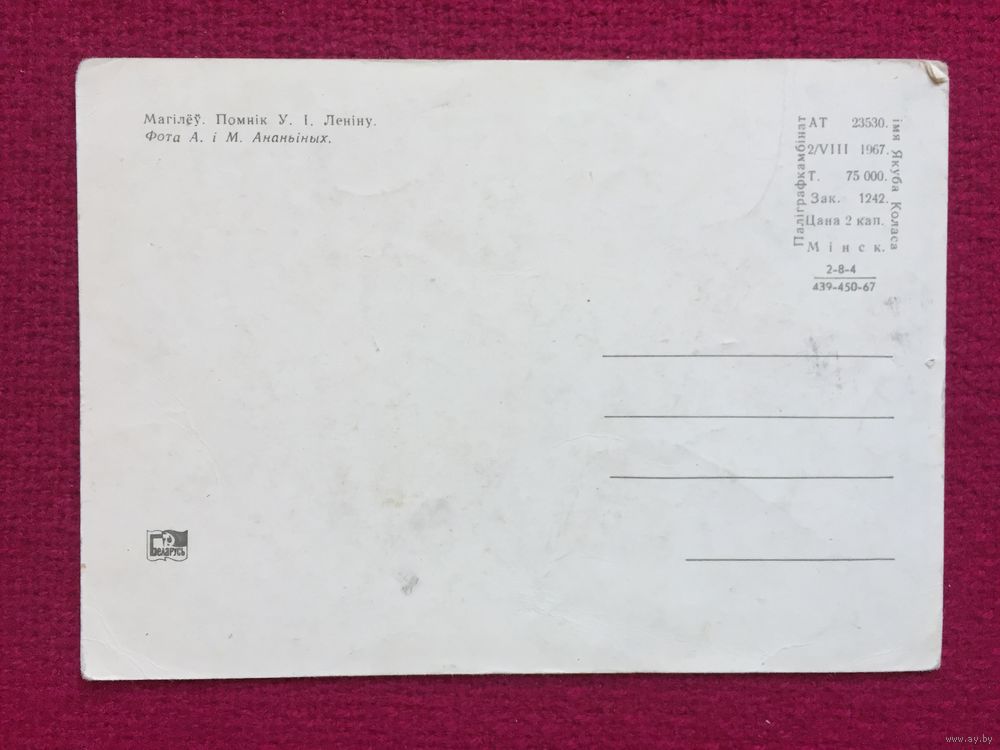 Магілёў. Помнік У. І. Леніну.
Фота А. і М. Ананьіных.
Паліграфкамбінат
імя Якуба Коласа
АТ 23530.
2/VIII 1967.
Т. 75 000.
Зак. 1242.
Цана 2 кап.
Мінск.
2-8-4
439-450-67
Беларусь
www.ay.by